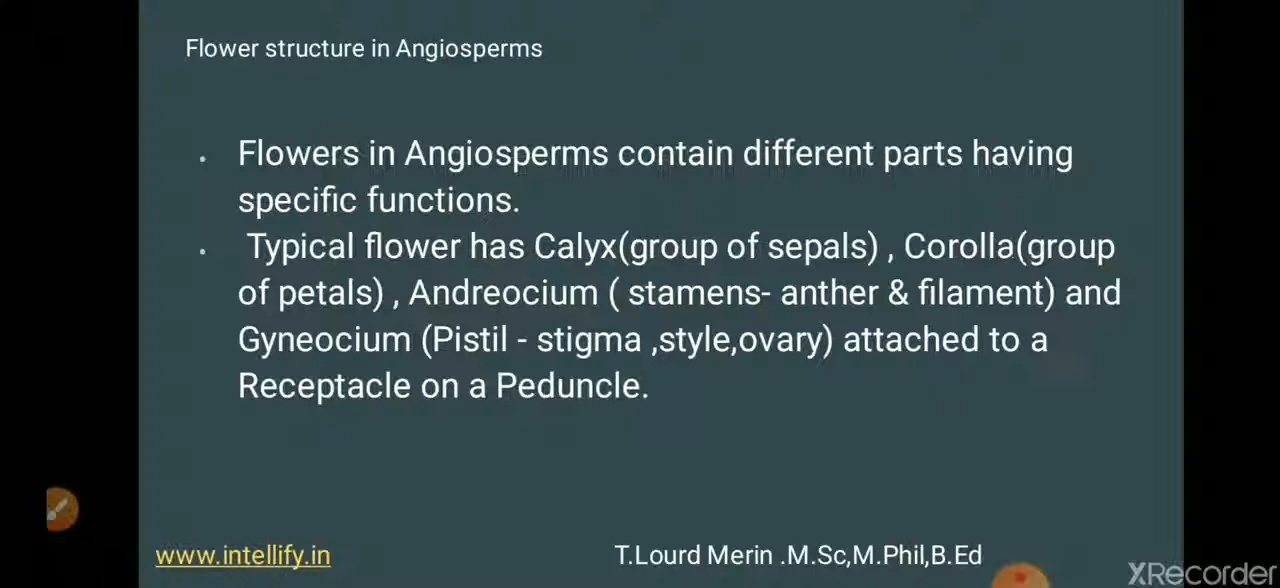 Flower structure in Angiosperms
• Flowers in Angiosperms contain different parts having
specific functions.
• Typical flower has Calyx(group of sepals) , Corolla(group
of petals) , Andreocium ( stamens- anther & filament) and
Gyneocium (Pistil - stigma ,style,ovary) attached to a
Receptacle on a Peduncle.
www.intellify.in
T.Lourd Merin .M.Sc,M.Phil,B.Ed
XRecorder